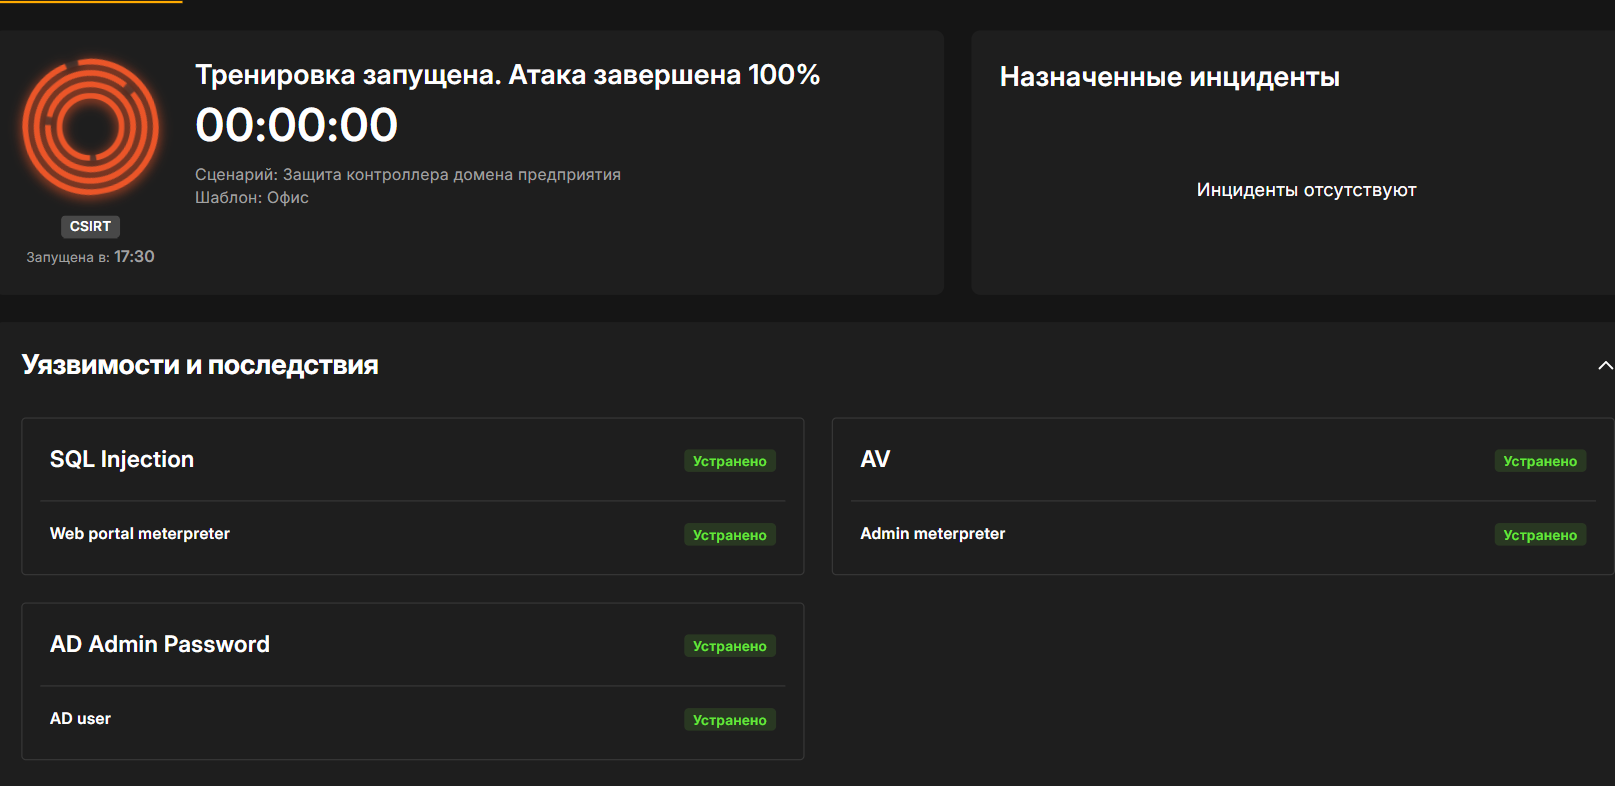 Тренировка запущена. Атака завершена 100%
00:00:00
Сценарий: Защита контроллера домена предприятия
Шаблон: Офис
CSIRT
Запущена в: 17:30
Назначенные инциденты
Инциденты отсутствуют
Уязвимости и последствия
SQL Injection
Устранено
Web portal meterpreter
Устранено
AV
Устранено
Admin meterpreter
Устранено
AD Admin Password
Устранено
AD user
Устранено